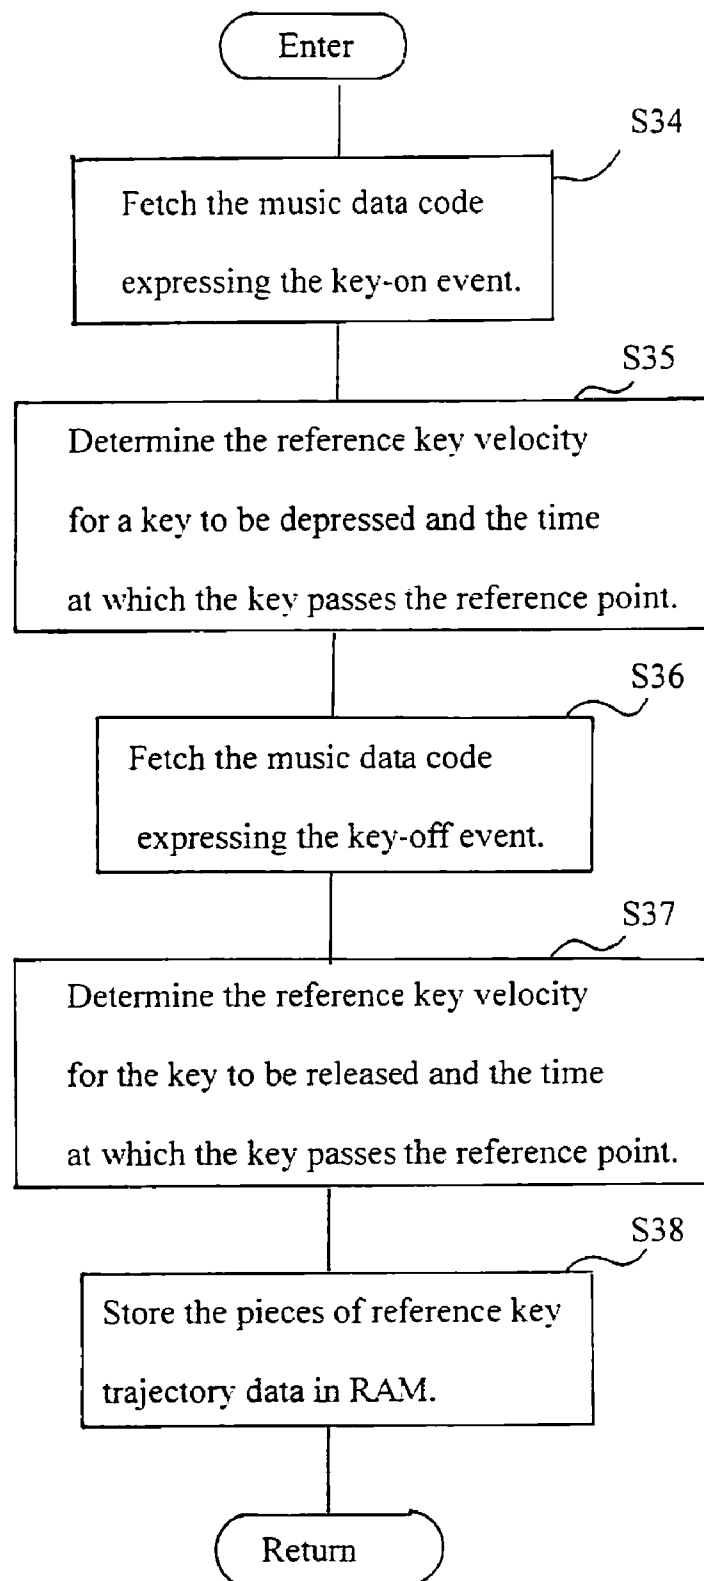 Enter
S34
Fetch the music data code
expressing the key-on event.
S35
Determine the reference key velocity
for a key to be depressed and the time
at which the key passes the reference point.
S36
Fetch the music data code
expressing the key-off event.
S37
Determine the reference key velocity
for the key to be released and the time
at which the key passes the reference point.
S38
Store the pieces of reference key
trajectory data in RAM.
Return